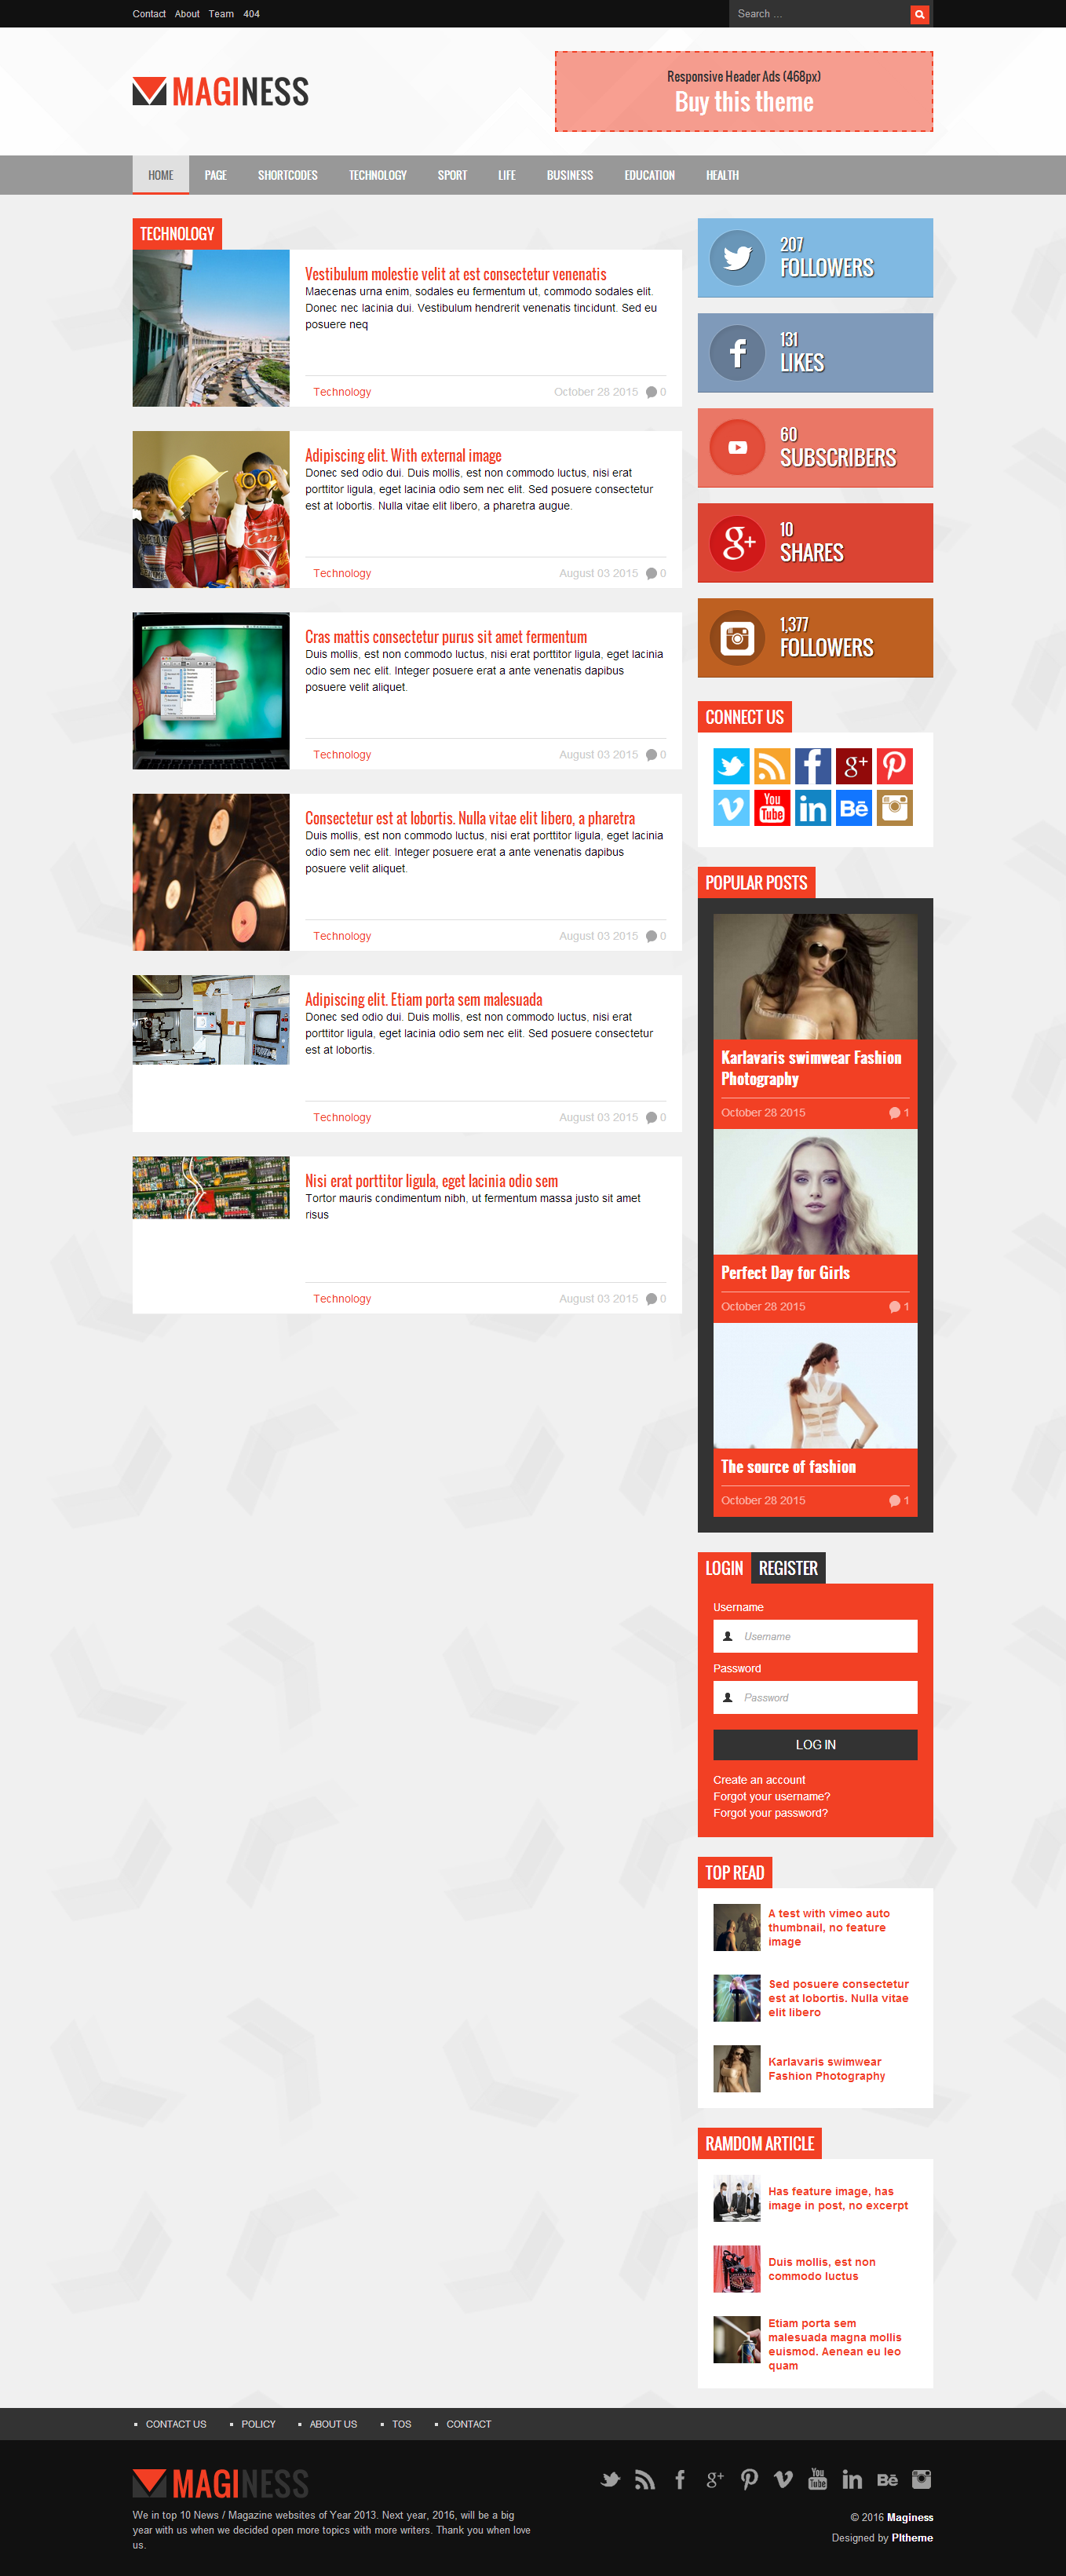 Contact About Team 404
Search ...
MAGINESS
Responsive Header Ads (468px)
Buy this theme
HOME PAGE SHORTCODES TECHNOLOGY SPORT LIFE BUSINESS EDUCATION HEALTH
TECHNOLOGY
Vestibulum molestie velit at est consectetur venenatis
Maecenas urna enim, sodales eu fermentum ut, commodo sodales elit.
Donec nec lacinia dui. Vestibulum hendrerit venenatis tincidunt. Sed eu
posuere neq
Technology October 28 2015 0
Adipiscing elit. With external image
Donec sed odio dui. Duis mollis, est non commodo luctus, nisi erat
porttitor ligula, eget lacinia odio sem nec elit. Sed posuere consectetur
est at lobortis. Nulla vitae elit libero, a pharetra augue.
Technology August 03 2015 0
Cras mattis consectetur purus sit amet fermentum
Duis mollis, est non commodo luctus, nisi erat porttitor ligula, eget lacinia
odio sem nec elit. Integer posuere erat a ante venenatis dapibus
posuere velit aliquet.
Technology August 03 2015 0
Consectetur est at lobortis. Nulla vitae elit libero, a pharetra
Duis mollis, est non commodo luctus, nisi erat porttitor ligula, eget lacinia
odio sem nec elit. Integer posuere erat a ante venenatis dapibus
posuere velit aliquet.
Technology August 03 2015 0
Adipiscing elit. Etiam porta sem malesuada
Donec sed odio dui. Duis mollis, est non commodo luctus, nisi erat
porttitor ligula, eget lacinia odio sem nec elit. Sed posuere consectetur
est at lobortis.
Technology August 03 2015 0
Nisi erat porttitor ligula, eget lacinia odio sem
Tortor mauris condimentum nibh, ut fermentum massa justo sit amet
risus
Technology August 03 2015 0
207
FOLLOWERS
131
LIKES
60
SUBSCRIBERS
10
SHARES
1,377
FOLLOWERS
CONNECT US
POPULAR POSTS
Karlavaris swimwear Fashion
Photography
October 28 2015 1
Perfect Day for Girls
October 28 2015 1
The source of fashion
October 28 2015 1
LOGIN REGISTER
Username
Username
Password
Password
LOG IN
Create an account
Forgot your username?
Forgot your password?
TOP READ
A test with vimeo auto
thumbnail, no feature
image
Sed posuere consectetur
est at lobortis. Nulla vitae
elit libero
Karlavaris swimwear
Fashion Photography
RAMDOM ARTICLE
Has feature image, has
image in post, no excerpt
Duis mollis, est non
commodo luctus
Etiam porta sem
malesuada magna mollis
euismod. Aenean eu leo
quam
CONTACT US POLICY ABOUT US TOS CONTACT
MAGINESS
We in top 10 News / Magazine websites of Year 2013. Next year, 2016, will be a big
year with us when we decided open more topics with more writers. Thank you when love
us.
© 2016 Maginess
Designed by Pltheme